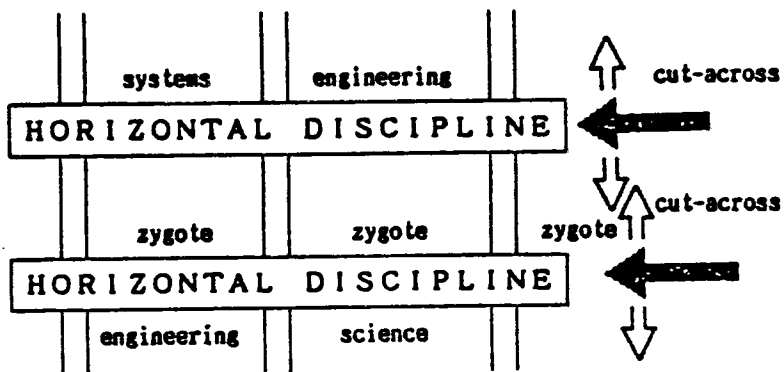 systems engineering cut-across
HORIZONTAL DISCIPLINE
cut-across
zygote zygote zygote
HORIZONTAL DISCIPLINE
engineering science